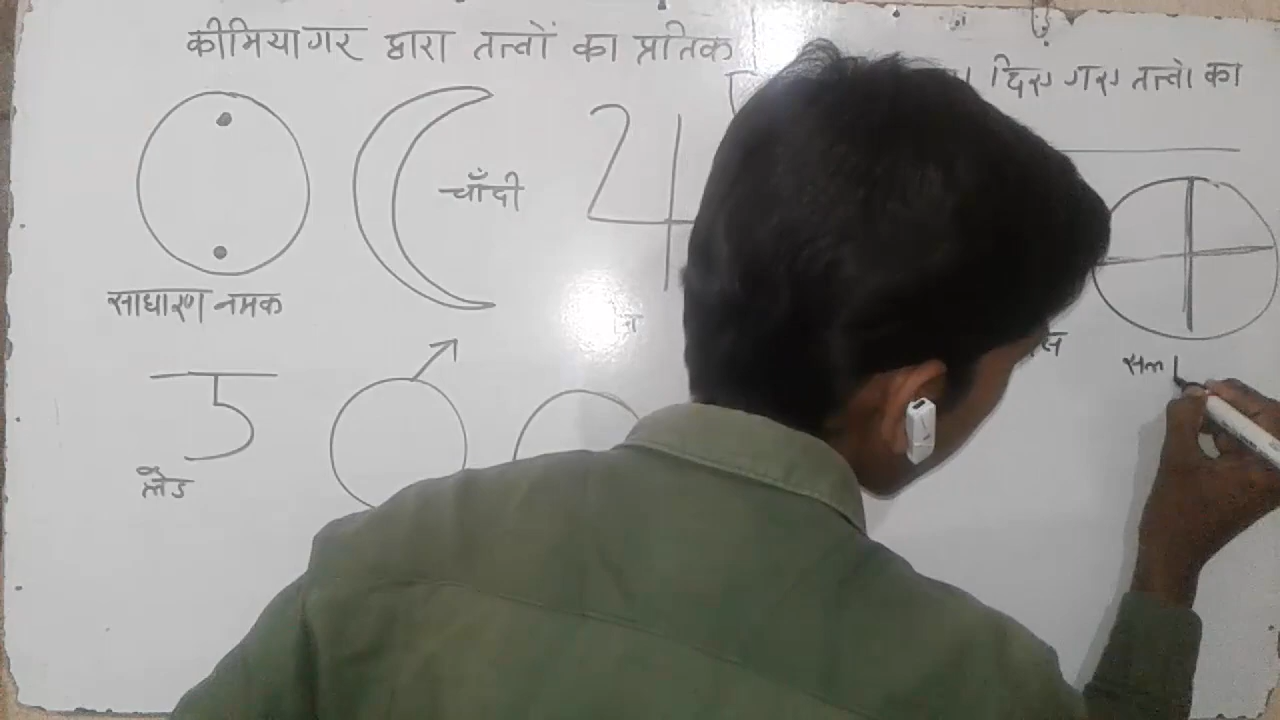 कीमियागर द्वारा तत्वों का प्रतिक
दिए गए तत्वो का
चाँदी
साधारण नमक
लेड